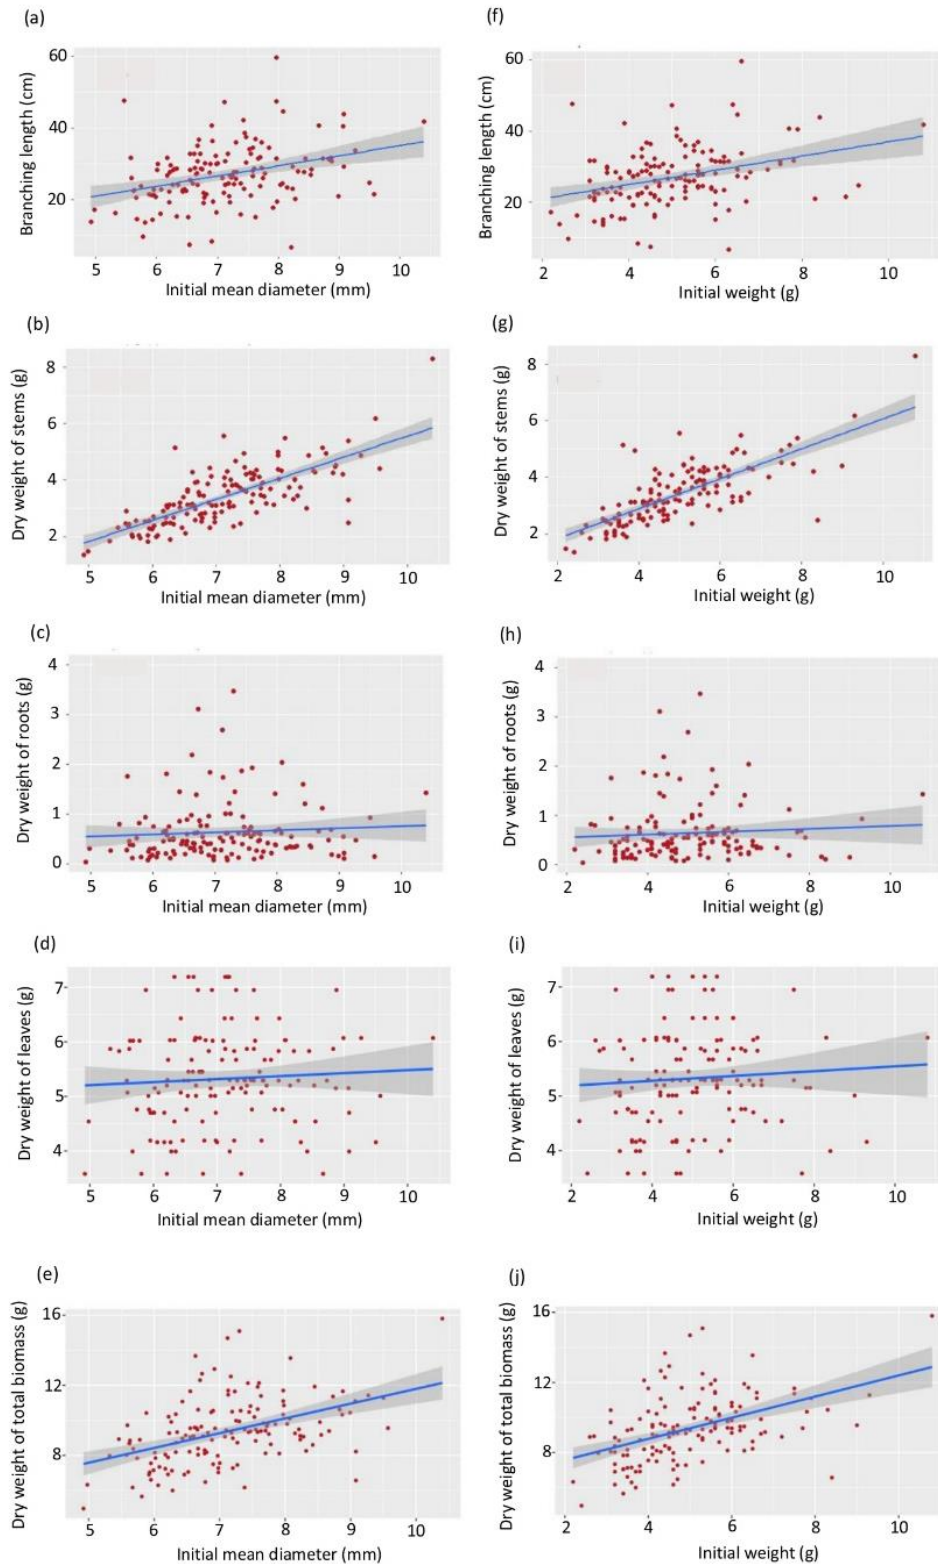 (a)
Branching length (cm)
60
40
20
5 6 7 8 9 10
Initial mean diameter (mm)
(f)
Branching length (cm)
60
40
20
2 4 6 8 10
Initial weight (g)
(b)
Dry weight of stems (g)
8
6
4
2
5 6 7 8 9 10
Initial mean diameter (mm)
(g)
Dry weight of stems (g)
8
6
4
2
2 4 6 8 10
Initial weight (g)
(c)
Dry weight of roots (g)
4
3
2
1
0
5 6 7 8 9 10
Initial mean diameter (mm)
(h)
Dry weight of roots (g)
4
3
2
1
0
2 4 6 8 10
Initial weight (g)
(d)
Dry weight of leaves (g)
7
6
5
4
5 6 7 8 9 10
Initial mean diameter (mm)
(i)
Dry weight of leaves (g)
7
6
5
4
2 4 6 8 10
Initial weight (g)
(e)
Dry weight of total biomass (g)
16
12
8
5 6 7 8 9 10
Initial mean diameter (mm)
(j)
Dry weight of total biomass (g)
16
12
8
2 4 6 8 10
Initial weight (g)